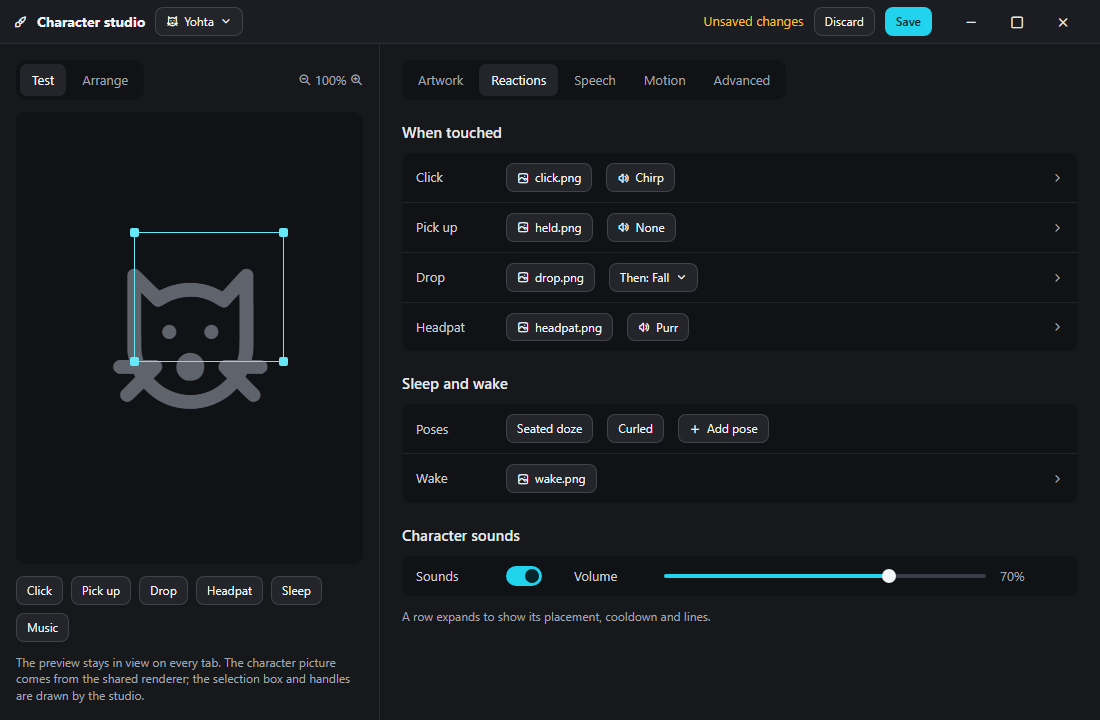 Character studio
Yohta
Unsaved changes
Discard
Save
Test
Arrange
100%
Artwork
Reactions
Speech
Motion
Advanced
When touched
Click
click.png
Chirp
Pick up
held.png
None
Drop
drop.png
Then: Fall
Headpat
headpat.png
Purr
Sleep and wake
Poses
Seated doze
Curled
+ Add pose
Wake
wake.png
Character sounds
Sounds
Volume
70%
A row expands to show its placement, cooldown and lines.
Click
Pick up
Drop
Headpat
Sleep
Music
The preview stays in view on every tab. The character picture
comes from the shared renderer; the selection box and handles
are drawn by the studio.